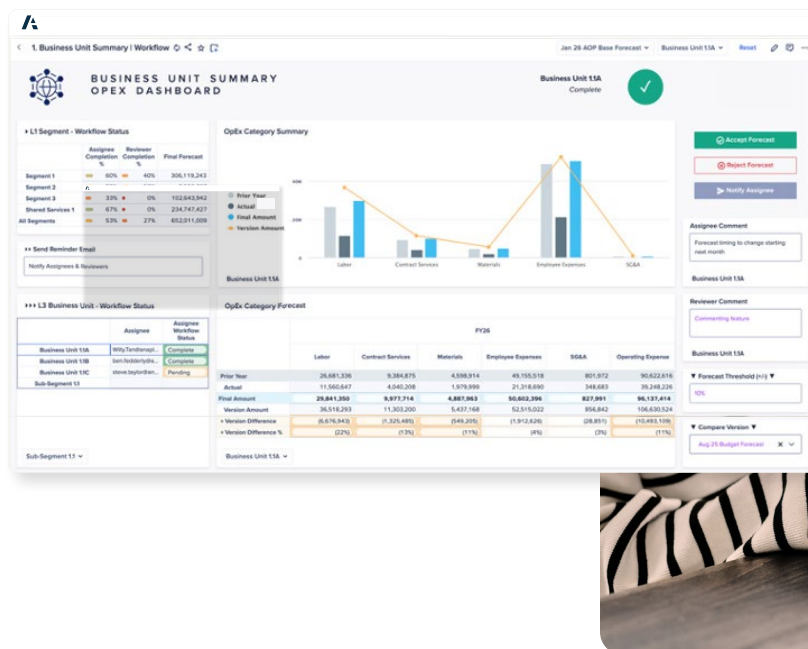 1. Business Unit Summary | Workflow
Jan 26 AOP Base Forecast
Business Unit 1.1A
Reset
BUSINESS UNIT SUMMARY
OPEX DASHBOARD
Business Unit 1.1A
Complete
L1 Segment - Workflow Status
Assignee Completion %
Reviewer Completion %
Final Forecast
Segment 1 60% 40% 306,119,243
Segment 2
Segment 3 33% 0% 102,643,942
Shared Services 1 67% 0% 234,747,427
All Segments 53% 27% 652,011,009
Send Reminder Email
Notify Assignees & Reviewers
OpEx Category Summary
Prior Year
Actual
Final Amount
Version Amount
40M
20M
0
Labor
Contract Services
Materials
Employee Expenses
SG&A
Business Unit 1.1A
Accept Forecast
Reject Forecast
Notify Assignee
Assignee Comment
Forecast timing to change starting
next month
Business Unit 1.1A
Reviewer Comment
Commenting feature
Business Unit 1.1A
Forecast Threshold (+/-)
10%
Compare Version
Aug 25 Budget Forecast
L3 Business Unit - Workflow Status
Assignee
Assignee Workflow Status
Business Unit 1.1A Complete
Business Unit 1.1B Complete
Business Unit 1.1C Pending
Sub-Segment 1.1
Sub-Segment 1.1
OpEx Category Forecast
FY26
Labor Contract Services Materials Employee Expenses SG&A Operating Expense
Prior Year 26,681,336 9,384,875 4,598,914 49,155,518 801,972 90,622,616
Actual 11,560,647 4,040,208 1,979,999 21,318,690 348,683 39,248,226
Final Amount 29,841,350 9,977,714 4,887,963 50,602,396 827,991 96,137,414
Version Amount 36,518,293 11,303,200 5,437,168 52,515,022 856,842 106,630,524
Version Difference (6,676,943) (1,325,485) (549,205) (1,912,626) (28,851) (10,493,109)
Version Difference % (22%) (13%) (11%) (4%) (3%) (11%)
Business Unit 1.1A